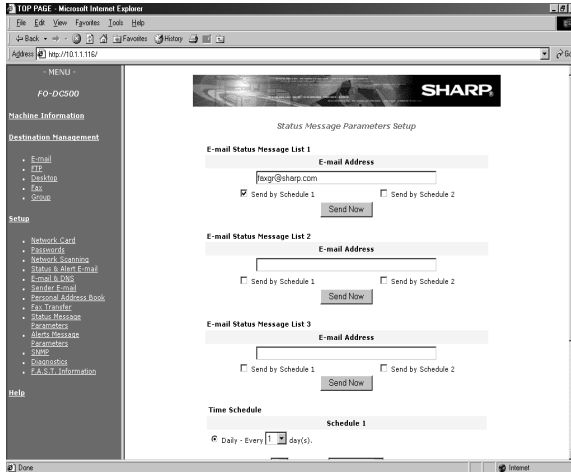 TOP PAGE - Microsoft Internet Explorer
File Edit View Favorites Tools Help
Back Favorites History
Address http://10.1.1.116/ Go
- MENU -
FO-DC500
Machine Information
Destination Management
E-mail
FTP
Desktop
Fax
Group
Setup
Network Card
Passwords
Network Scanning
Status & Alert E-mail
E-mail & DNS
Sender E-mail
Personal Address Book
Fax Transfer
Status Message
Parameters
Alerts Message
Parameters
SNMP
Diagnostics
F.A.S.T. Information
Help
SHARP®
Status Message Parameters Setup
E-mail Status Message List 1
E-mail Address
faxgr@sharp.com
Send by Schedule 1 Send by Schedule 2
Send Now
E-mail Status Message List 2
E-mail Address
Send by Schedule 1 Send by Schedule 2
Send Now
E-mail Status Message List 3
E-mail Address
Send by Schedule 1 Send by Schedule 2
Send Now
Time Schedule
Schedule 1
Daily - Every 1 day(s).
Done Internet